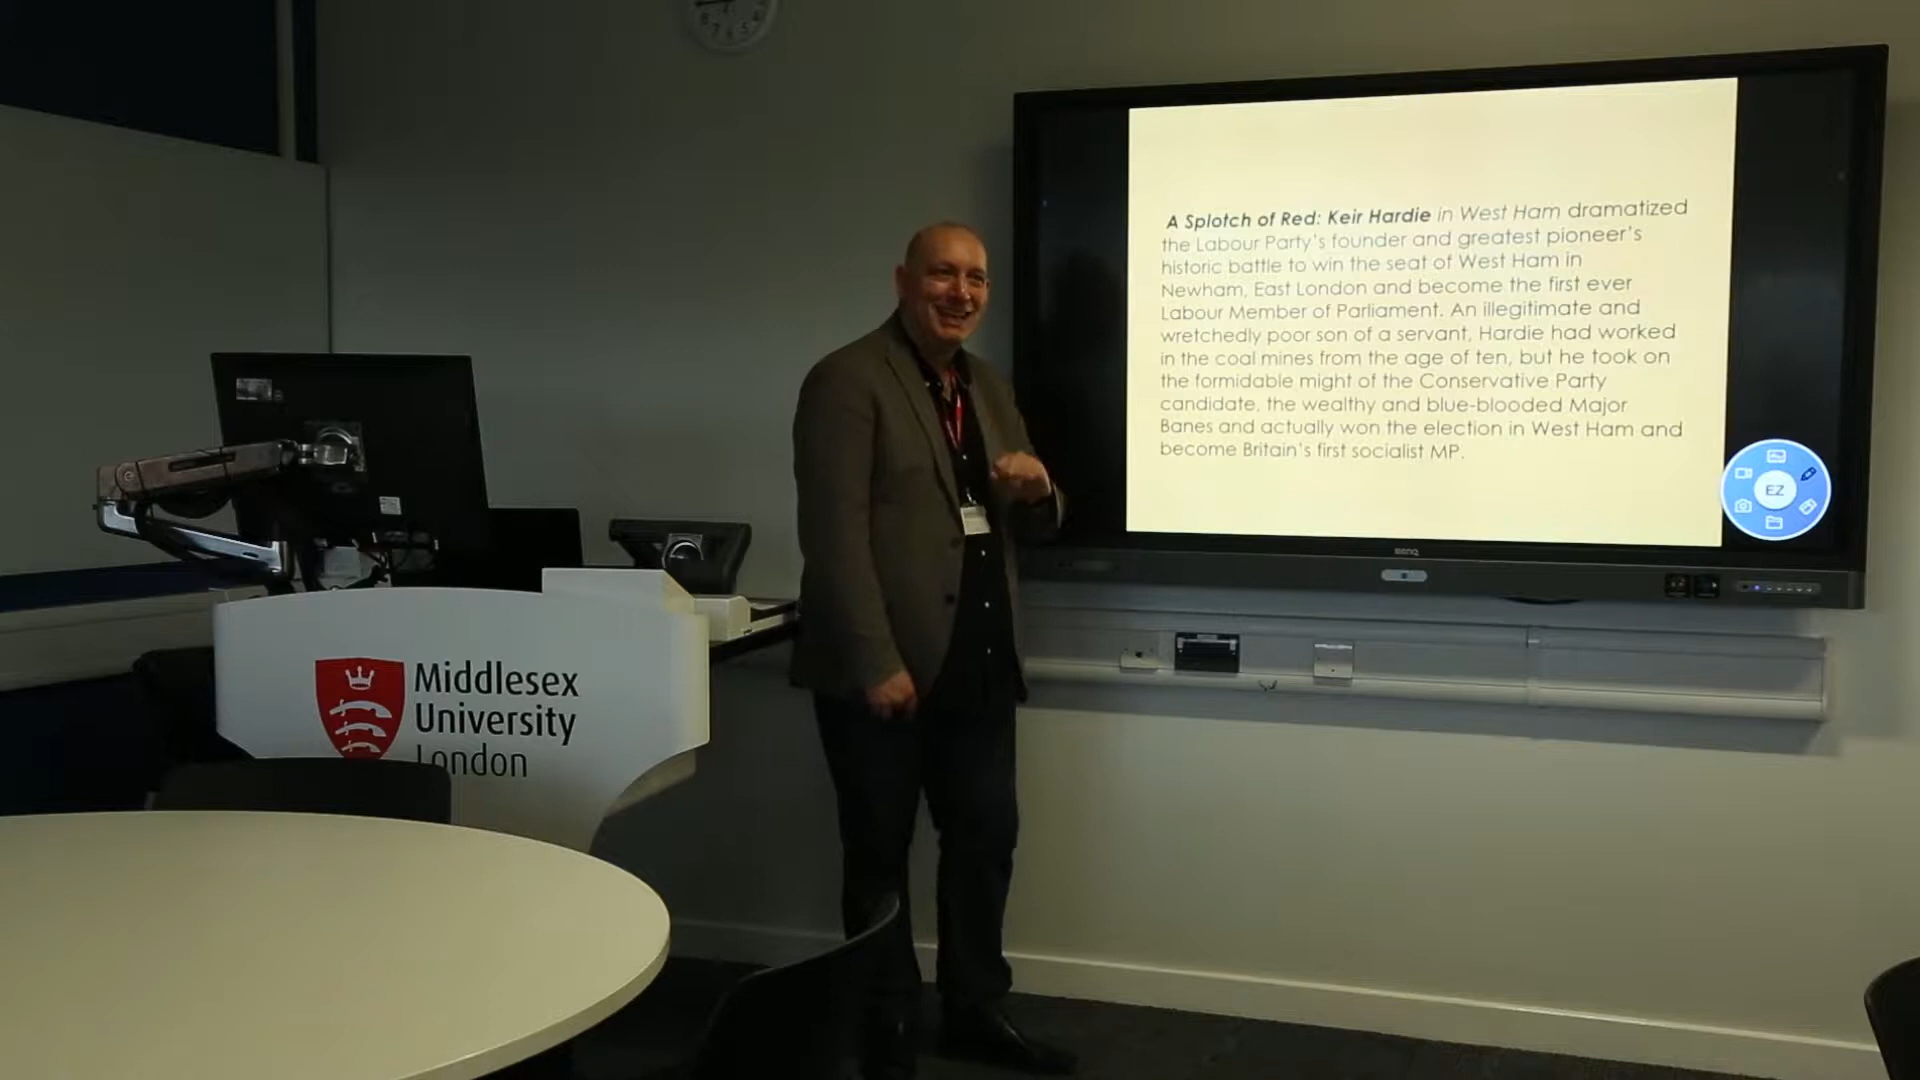 A Splotch of Red: Keir Hardie in West Ham dramatized
the Labour Party's founder and greatest pioneer's
historic battle to win the seat of West Ham in
Newham, East London and become the first ever
Labour Member of Parliament. An illegitimate and
wretchedly poor son of a servant, Hardie had worked
in the coal mines from the age of ten, but he took on
the formidable might of the Conservative Party
candidate, the wealthy and blue-blooded Major
Banes and actually won the election in West Ham and
become Britain's first socialist MP.
EZ
BenQ
Middlesex
University
London
8 7 6 5 4